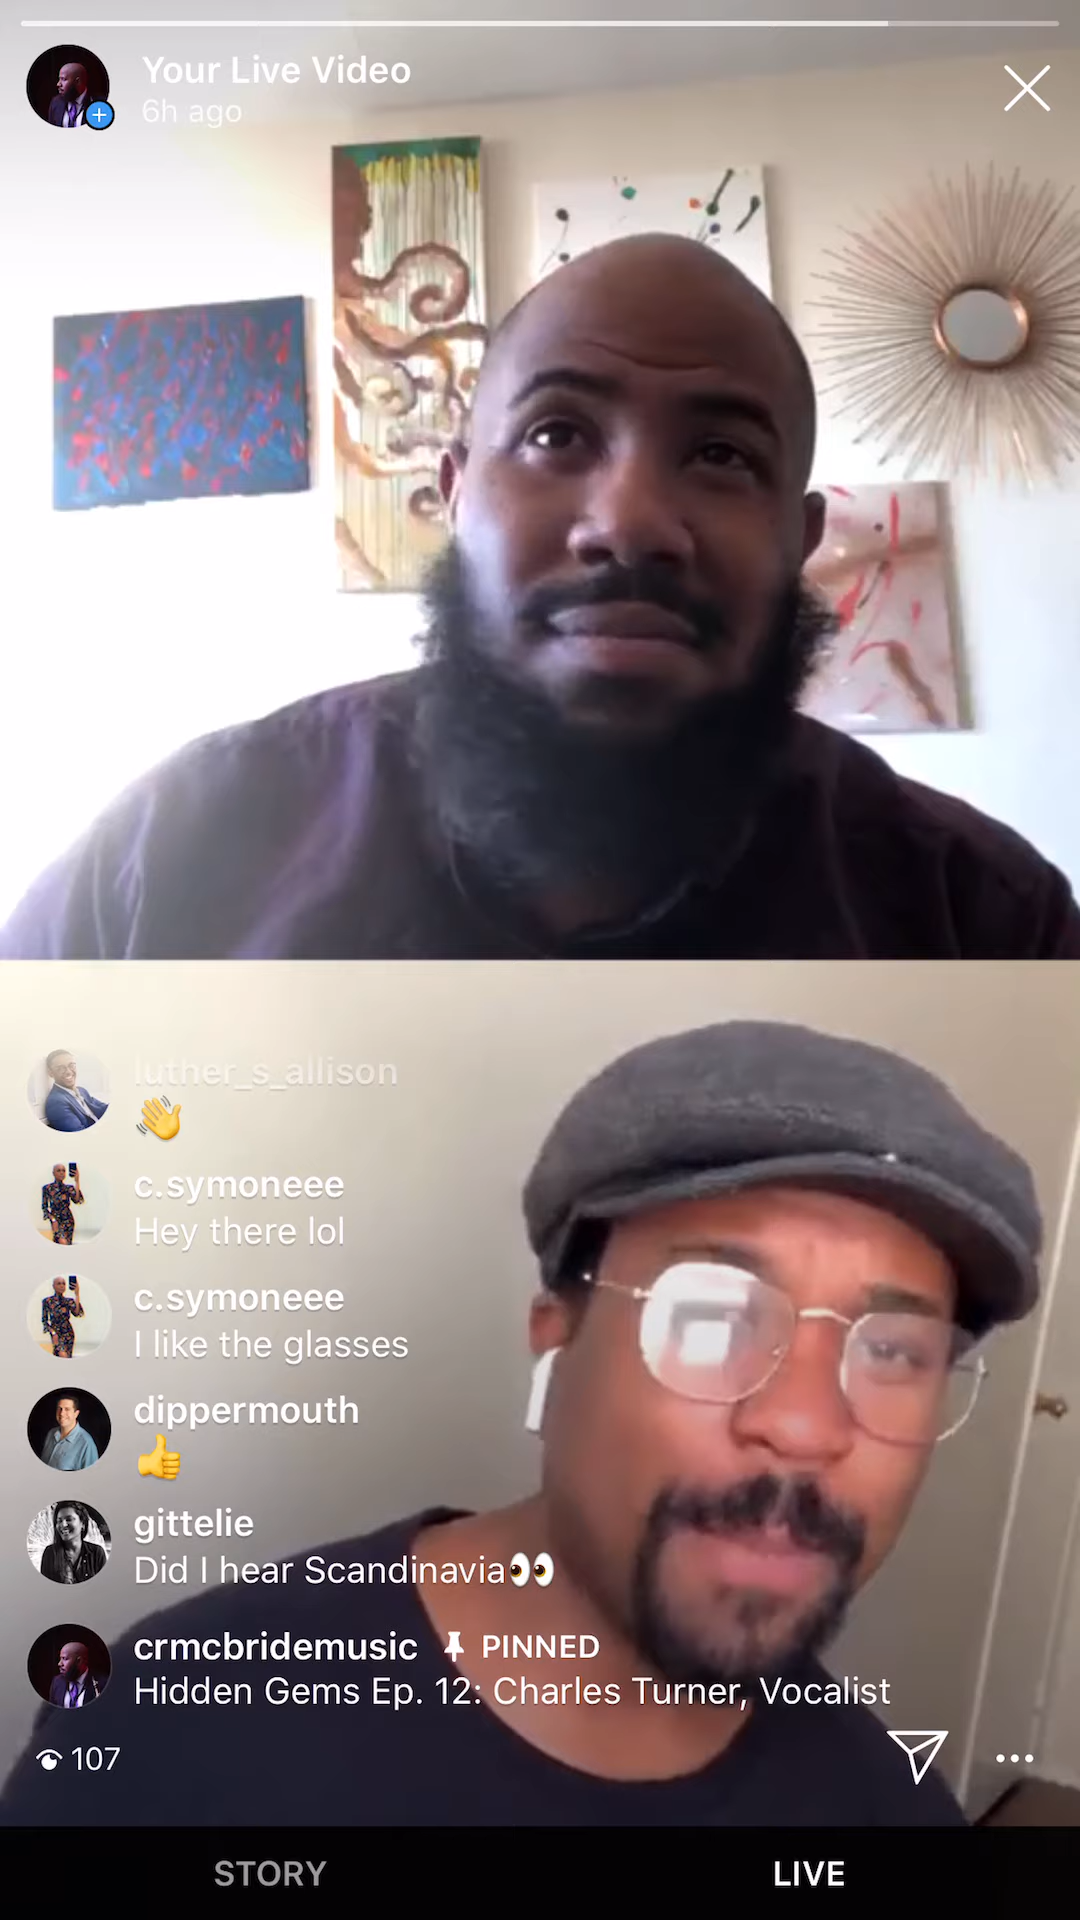 Your Live Video
6h ago
luther_s_allison
👋
c.symoneee
Hey there lol
c.symoneee
I like the glasses
dippermouth
👍
gittelie
Did I hear Scandinavia👀
crmcbridemusic PINNED
Hidden Gems Ep. 12: Charles Turner, Vocalist
107
STORY
LIVE